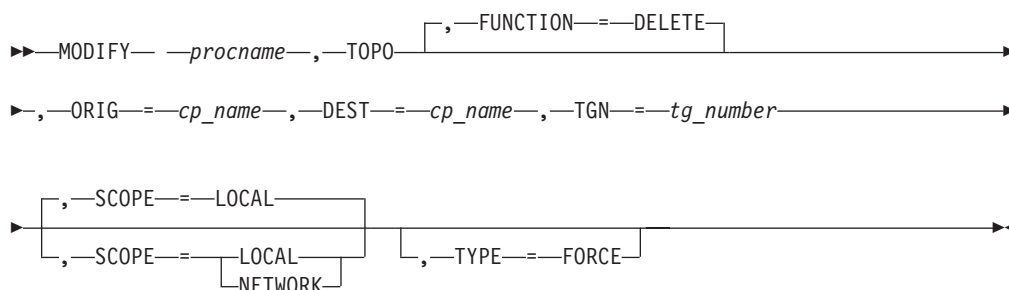 ,—FUNCTION—=—DELETE
MODIFY— —procname—,—TOPO
,—ORIG—=—cp_name—,—DEST—=—cp_name—,—TGN—=—tg_number
,—SCOPE—=—LOCAL
,—SCOPE—=—LOCAL
NETWORK
,—TYPE—=—FORCE